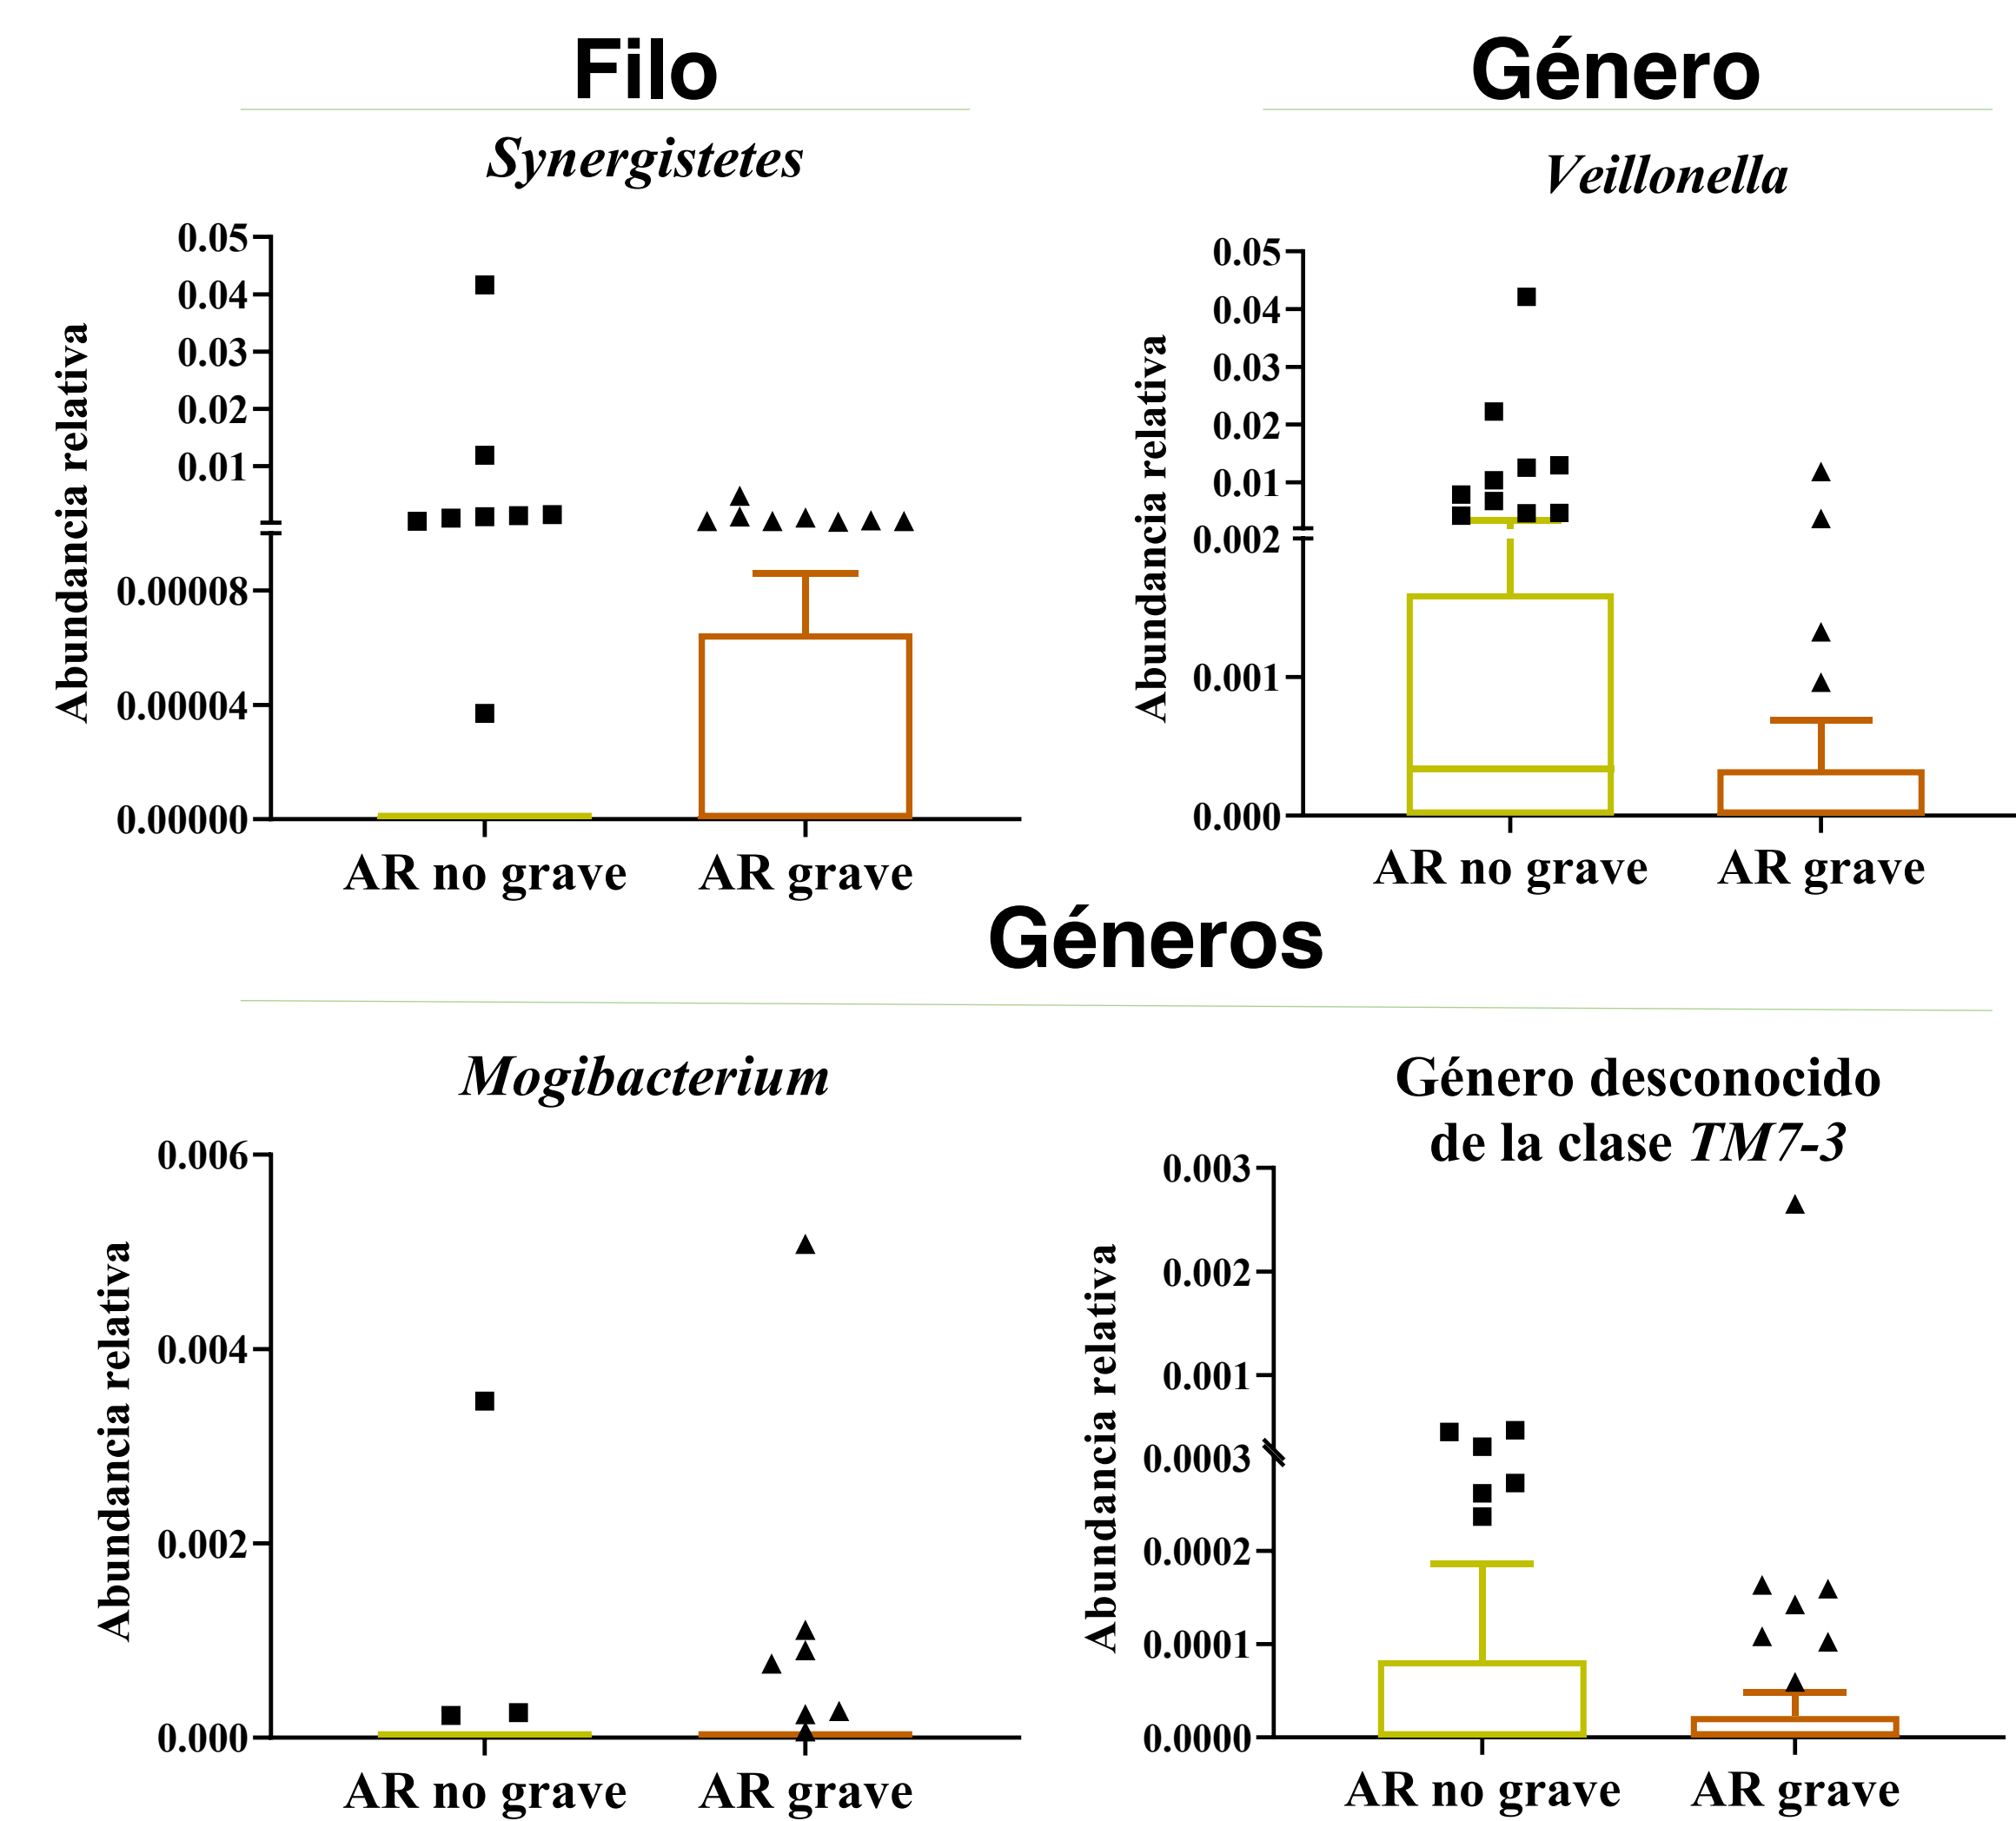 Filo
Género
Synergistetes
Veillonella
Abundancia relativa
0.05
0.04
0.03
0.02
0.01
0.00008
0.00004
0.00000
AR no grave
AR grave
Abundancia relativa
0.05
0.04
0.03
0.02
0.01
0.002
0.001
0.000
AR no grave
AR grave
Géneros
Mogibacterium
Género desconocido
de la clase TM7-3
Abundancia relativa
0.006
0.004
0.002
0.000
AR no grave
AR grave
Abundancia relativa
0.003
0.002
0.001
0.0003
0.0002
0.0001
0.0000
AR no grave
AR grave